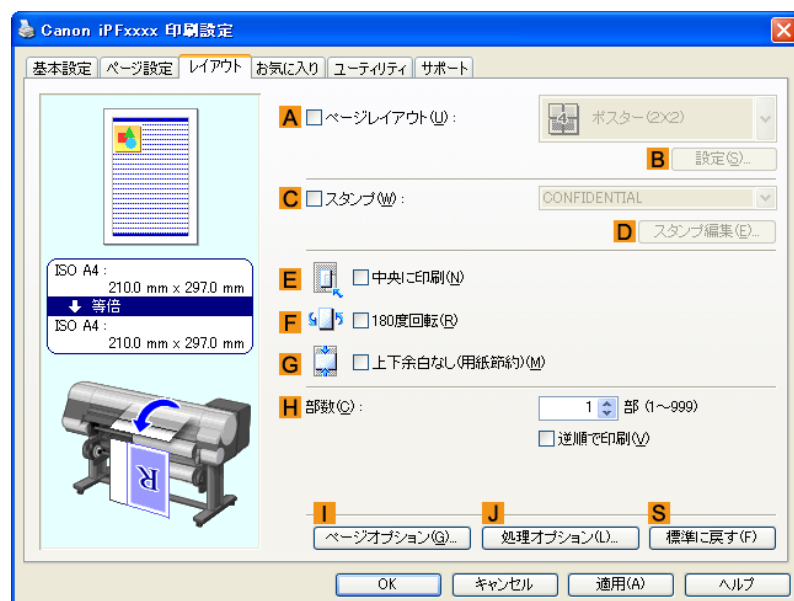 Canon iPFxxxx 印刷設定
基本設定 ページ設定 レイアウト お気に入り ユーティリティ サポート
A ページレイアウト(U) : 4 ポスター(2X2)
B 設定(S)...
C スタンプ(W) : CONFIDENTIAL
D スタンプ編集(E)...
ISO A4 :
210.0 mm x 297.0 mm
等倍
ISO A4 :
210.0 mm x 297.0 mm
E 中央に印刷(N)
F 180度回転(R)
G 上下余白なし(用紙節約)(M)
H 部数(C) : 1 部 (1～999)
逆順で印刷(V)
R
I J S
ページオプション(G)... 処理オプション(L)... 標準に戻す(F)
OK キャンセル 適用(A) ヘルプ